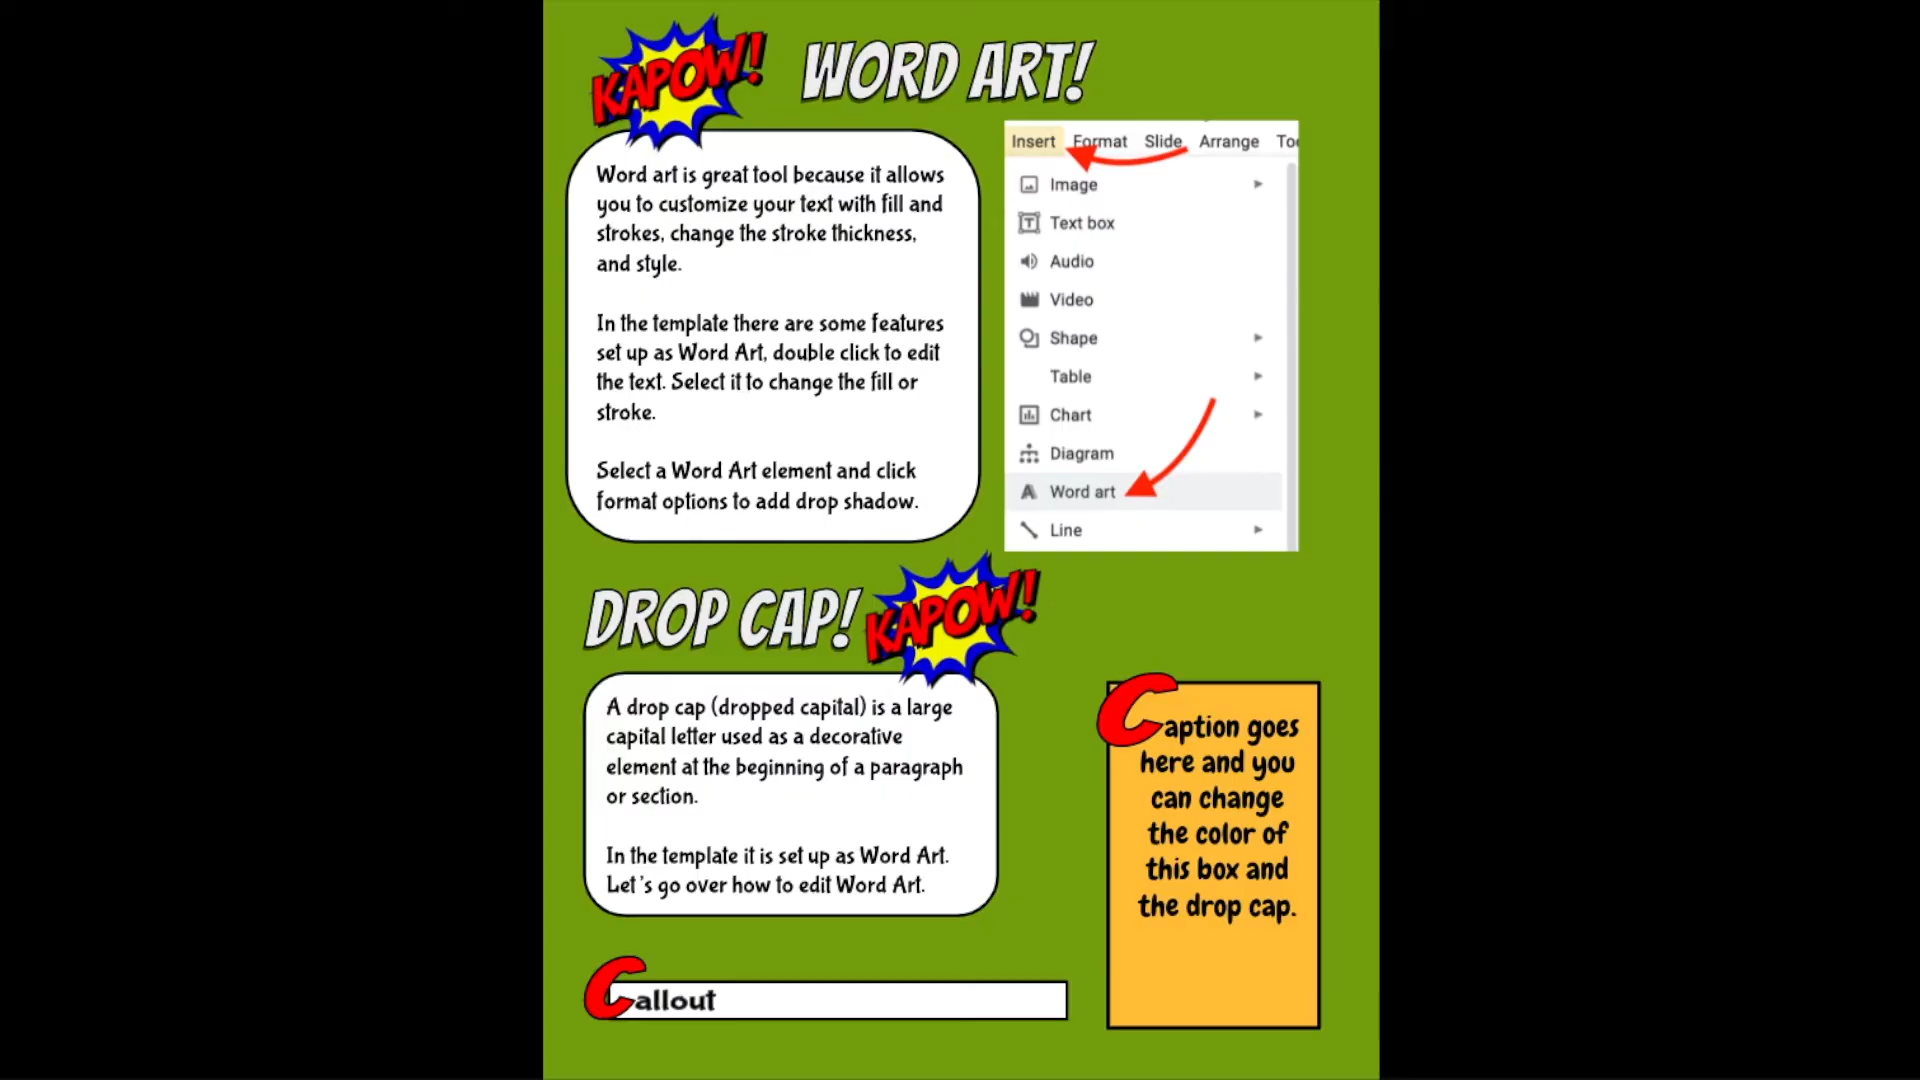 KAPOW!
WORD ART!
Word art is great tool because it allows
you to customize your text with fill and
strokes, change the stroke thickness,
and style.
In the template there are some features
set up as Word Art, double click to edit
the text. Select it to change the fill or
stroke.
Select a Word Art element and click
format options to add drop shadow.
Insert Format Slide Arrange Too
Image
Text box
Audio
Video
Shape
Table
Chart
Diagram
Word art
Line
DROP CAP!
KAPOW!
A drop cap (dropped capital) is a large
capital letter used as a decorative
element at the beginning of a paragraph
or section.
In the template it is set up as Word Art.
Let's go over how to edit Word Art.
Caption goes
here and you
can change
the color of
this box and
the drop cap.
Callout